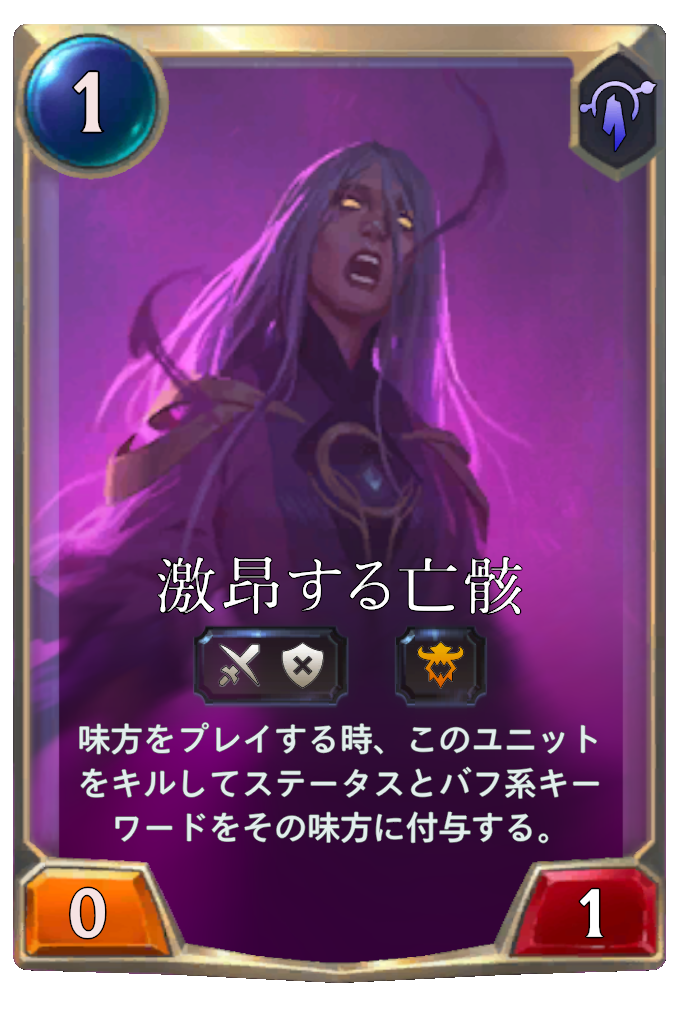 1
激昂する亡骸
味方をプレイする時、このユニット
をキルしてステータスとバフ系キー
ワードをその味方に付与する。
0
1